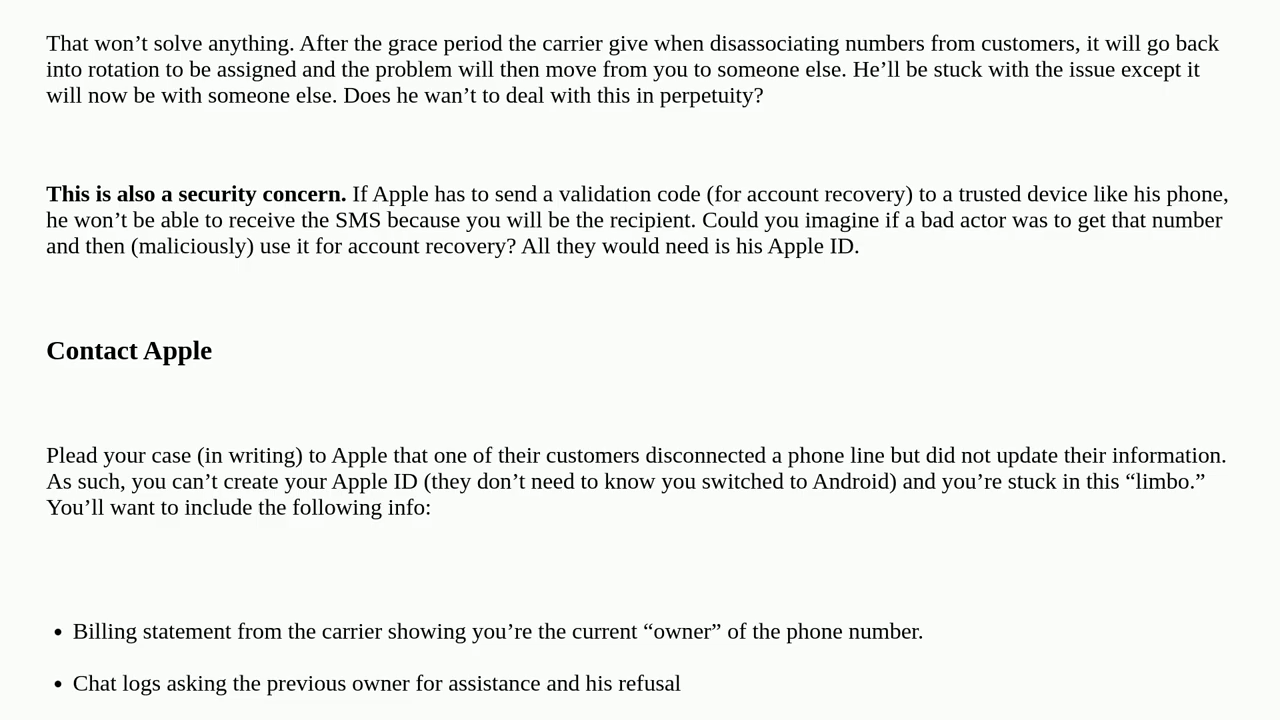 That won’t solve anything. After the grace period the carrier give when disassociating numbers from customers, it will go back
into rotation to be assigned and the problem will then move from you to someone else. He’ll be stuck with the issue except it
will now be with someone else. Does he wan’t to deal with this in perpetuity?
This is also a security concern. If Apple has to send a validation code (for account recovery) to a trusted device like his phone,
he won’t be able to receive the SMS because you will be the recipient. Could you imagine if a bad actor was to get that number
and then (maliciously) use it for account recovery? All they would need is his Apple ID.
Contact Apple
Plead your case (in writing) to Apple that one of their customers disconnected a phone line but did not update their information.
As such, you can’t create your Apple ID (they don’t need to know you switched to Android) and you’re stuck in this “limbo.”
You’ll want to include the following info:
• Billing statement from the carrier showing you’re the current “owner” of the phone number.
• Chat logs asking the previous owner for assistance and his refusal